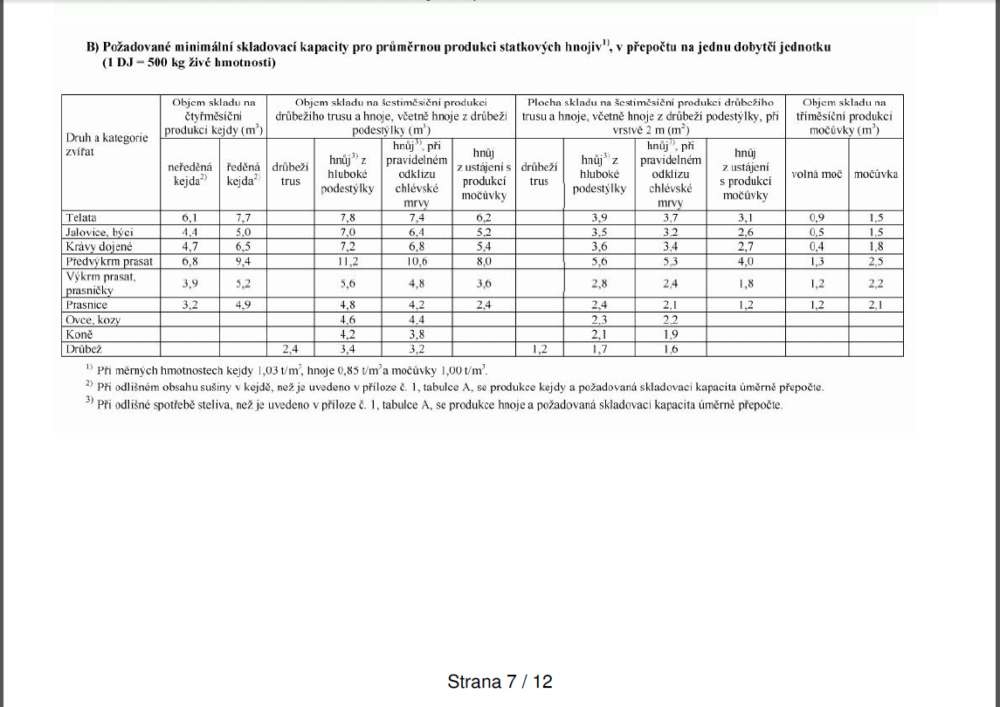 B) Požadované minimální skladovací kapacity pro průměrnou produkci statkových hnojiv1), v přepočtu na jednu dobytčí jednotku
(1 DJ = 500 kg živé hmotnosti)
Druh a kategorie
zvířat
Objem skladu na
čtyřměsíční
produkci kejdy (m3)
Objem skladu na šestiměsíční produkci
drůbežího trusu a hnoje, včetně hnoje z drůbeží
podestýlky (m3)
Plocha skladu na šestiměsíční produkci drůbežího
trusu a hnoje, včetně hnoje z drůbeží podestýlky, při
vrstvě 2 m (m2)
Objem skladu na
tříměsíční produkci
močůvky (m3)
neředěná
kejda2)
ředěná
kejda2)
drůbeží
trus
hnůj3) z
hluboké
podestýlky
hnůj3), při
pravidelném
odklizu
chlévské
mrvy
hnůj
z ustájení s
produkcí
močůvky
drůbeží
trus
hnůj3) z
hluboké
podestýlky
hnůj3), při
pravidelném
odklizu
chlévské
mrvy
hnůj
z ustájení
s produkcí
močůvky
volná moč
močůvka
Telata 6,1 7,7 7,8 7,4 6,2 3,9 3,7 3,1 0,9 1,5
Jalovice, býci 4,4 5,0 7,0 6,4 5,2 3,5 3,2 2,6 0,5 1,5
Krávy dojené 4,7 6,5 7,2 6,8 5,4 3,6 3,4 2,7 0,4 1,8
Předvýkrm prasat 6,8 9,4 11,2 10,6 8,0 5,6 5,3 4,0 1,3 2,5
Výkrm prasat,
prasničky 3,9 5,2 5,6 4,8 3,6 2,8 2,4 1,8 1,2 2,2
Prasnice 3,2 4,9 4,8 4,2 2,4 2,4 2,1 1,2 1,2 2,1
Ovce, kozy 4,6 4,4 2,3 2,2
Koně 4,2 3,8 2,1 1,9
Drůbež 2,4 3,4 3,2 1,2 1,7 1,6
1) Při měrných hmotnostech kejdy 1,03 t/m3, hnoje 0,85 t/m3 a močůvky 1,00 t/m3.
2) Při odlišném obsahu sušiny v kejdě, než je uvedeno v příloze č. 1, tabulce A, se produkce kejdy a požadovaná skladovací kapacita úměrně přepočte.
3) Při odlišné spotřebě steliva, než je uvedeno v příloze č. 1, tabulce A, se produkce hnoje a požadovaná skladovací kapacita úměrně přepočte.
Strana 7 / 12